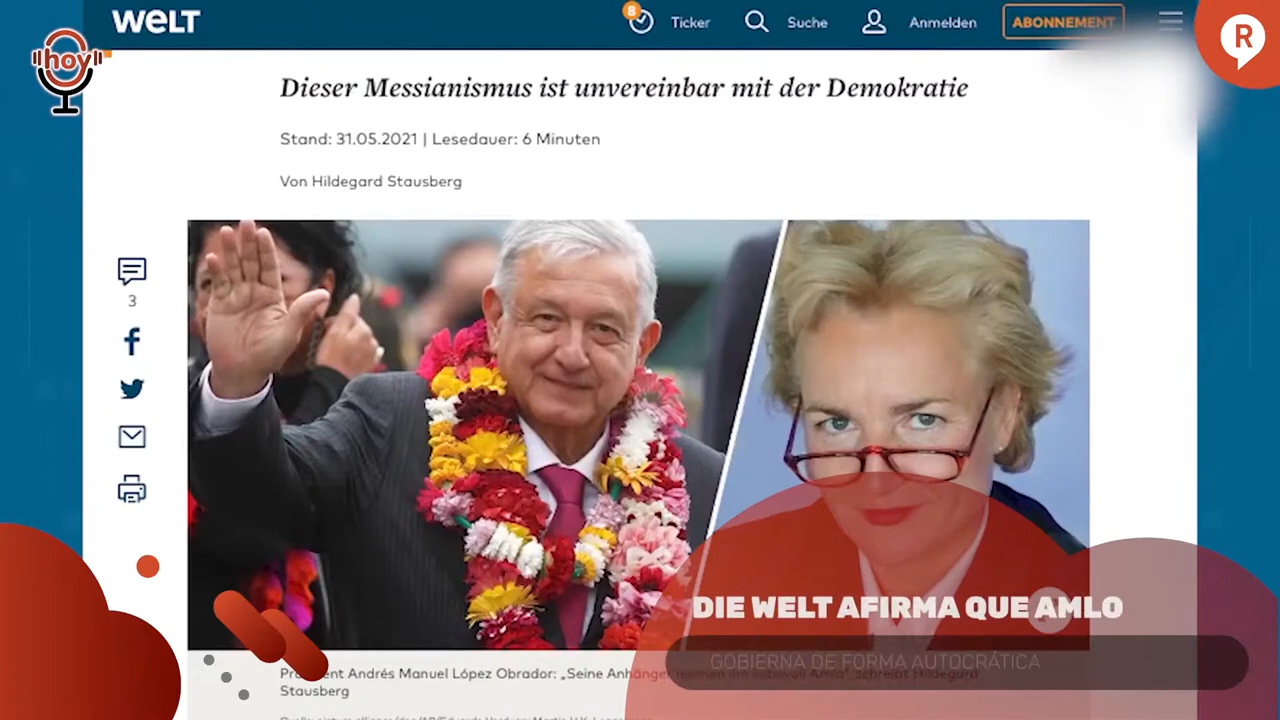 welt
8
Ticker
Suche
Anmelden
ABONNEMENT
R
hoy
Dieser Messianismus ist unvereinbar mit der Demokratie
Stand: 31.05.2021 | Lesedauer: 6 Minuten
Von Hildegard Stausberg
3
DIE WELT AFIRMA QUE AMLO
GOBIERNA DE FORMA AUTOCRÁTICA
Andrés Manuel López Obrador: „Seine schreibt Hildegard
Stausberg